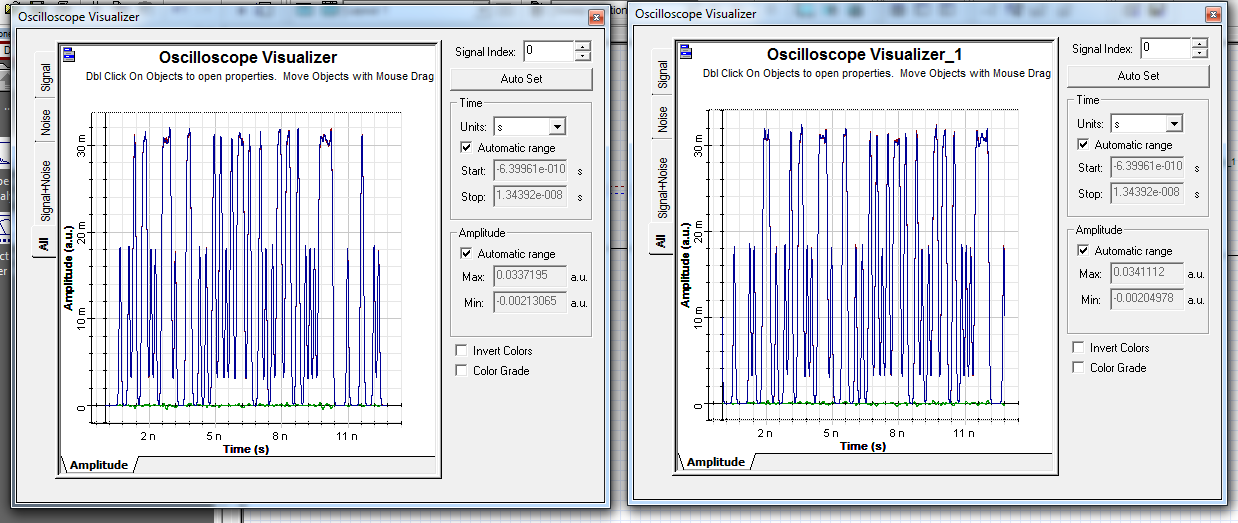 Oscilloscope Visualizer
Oscilloscope Visualizer
Dbl Click On Objects to open properties. Move Objects with Mouse Drag
Signal
Noise
Signal+Noise
All
Amplitude (a.u.)
30 m
20 m
10 m
0
2 n
5 n
8 n
11 n
Time (s)
Amplitude
Signal Index: 0
Auto Set
Time
Units: s
Automatic range
Start: -6.39961e-010 s
Stop: 1.34392e-008 s
Amplitude
Automatic range
Max: 0.0337195 a.u.
Min: -0.00213065 a.u.
Invert Colors
Color Grade
Oscilloscope Visualizer
Oscilloscope Visualizer_1
Dbl Click On Objects to open properties. Move Objects with Mouse Drag
Signal
Noise
Signal+Noise
All
Amplitude (a.u.)
30 m
20 m
10 m
0
2 n
5 n
8 n
11 n
Time (s)
Amplitude
Signal Index: 0
Auto Set
Time
Units: s
Automatic range
Start: -6.39961e-010 s
Stop: 1.34392e-008 s
Amplitude
Automatic range
Max: 0.0341112 a.u.
Min: -0.00204978 a.u.
Invert Colors
Color Grade